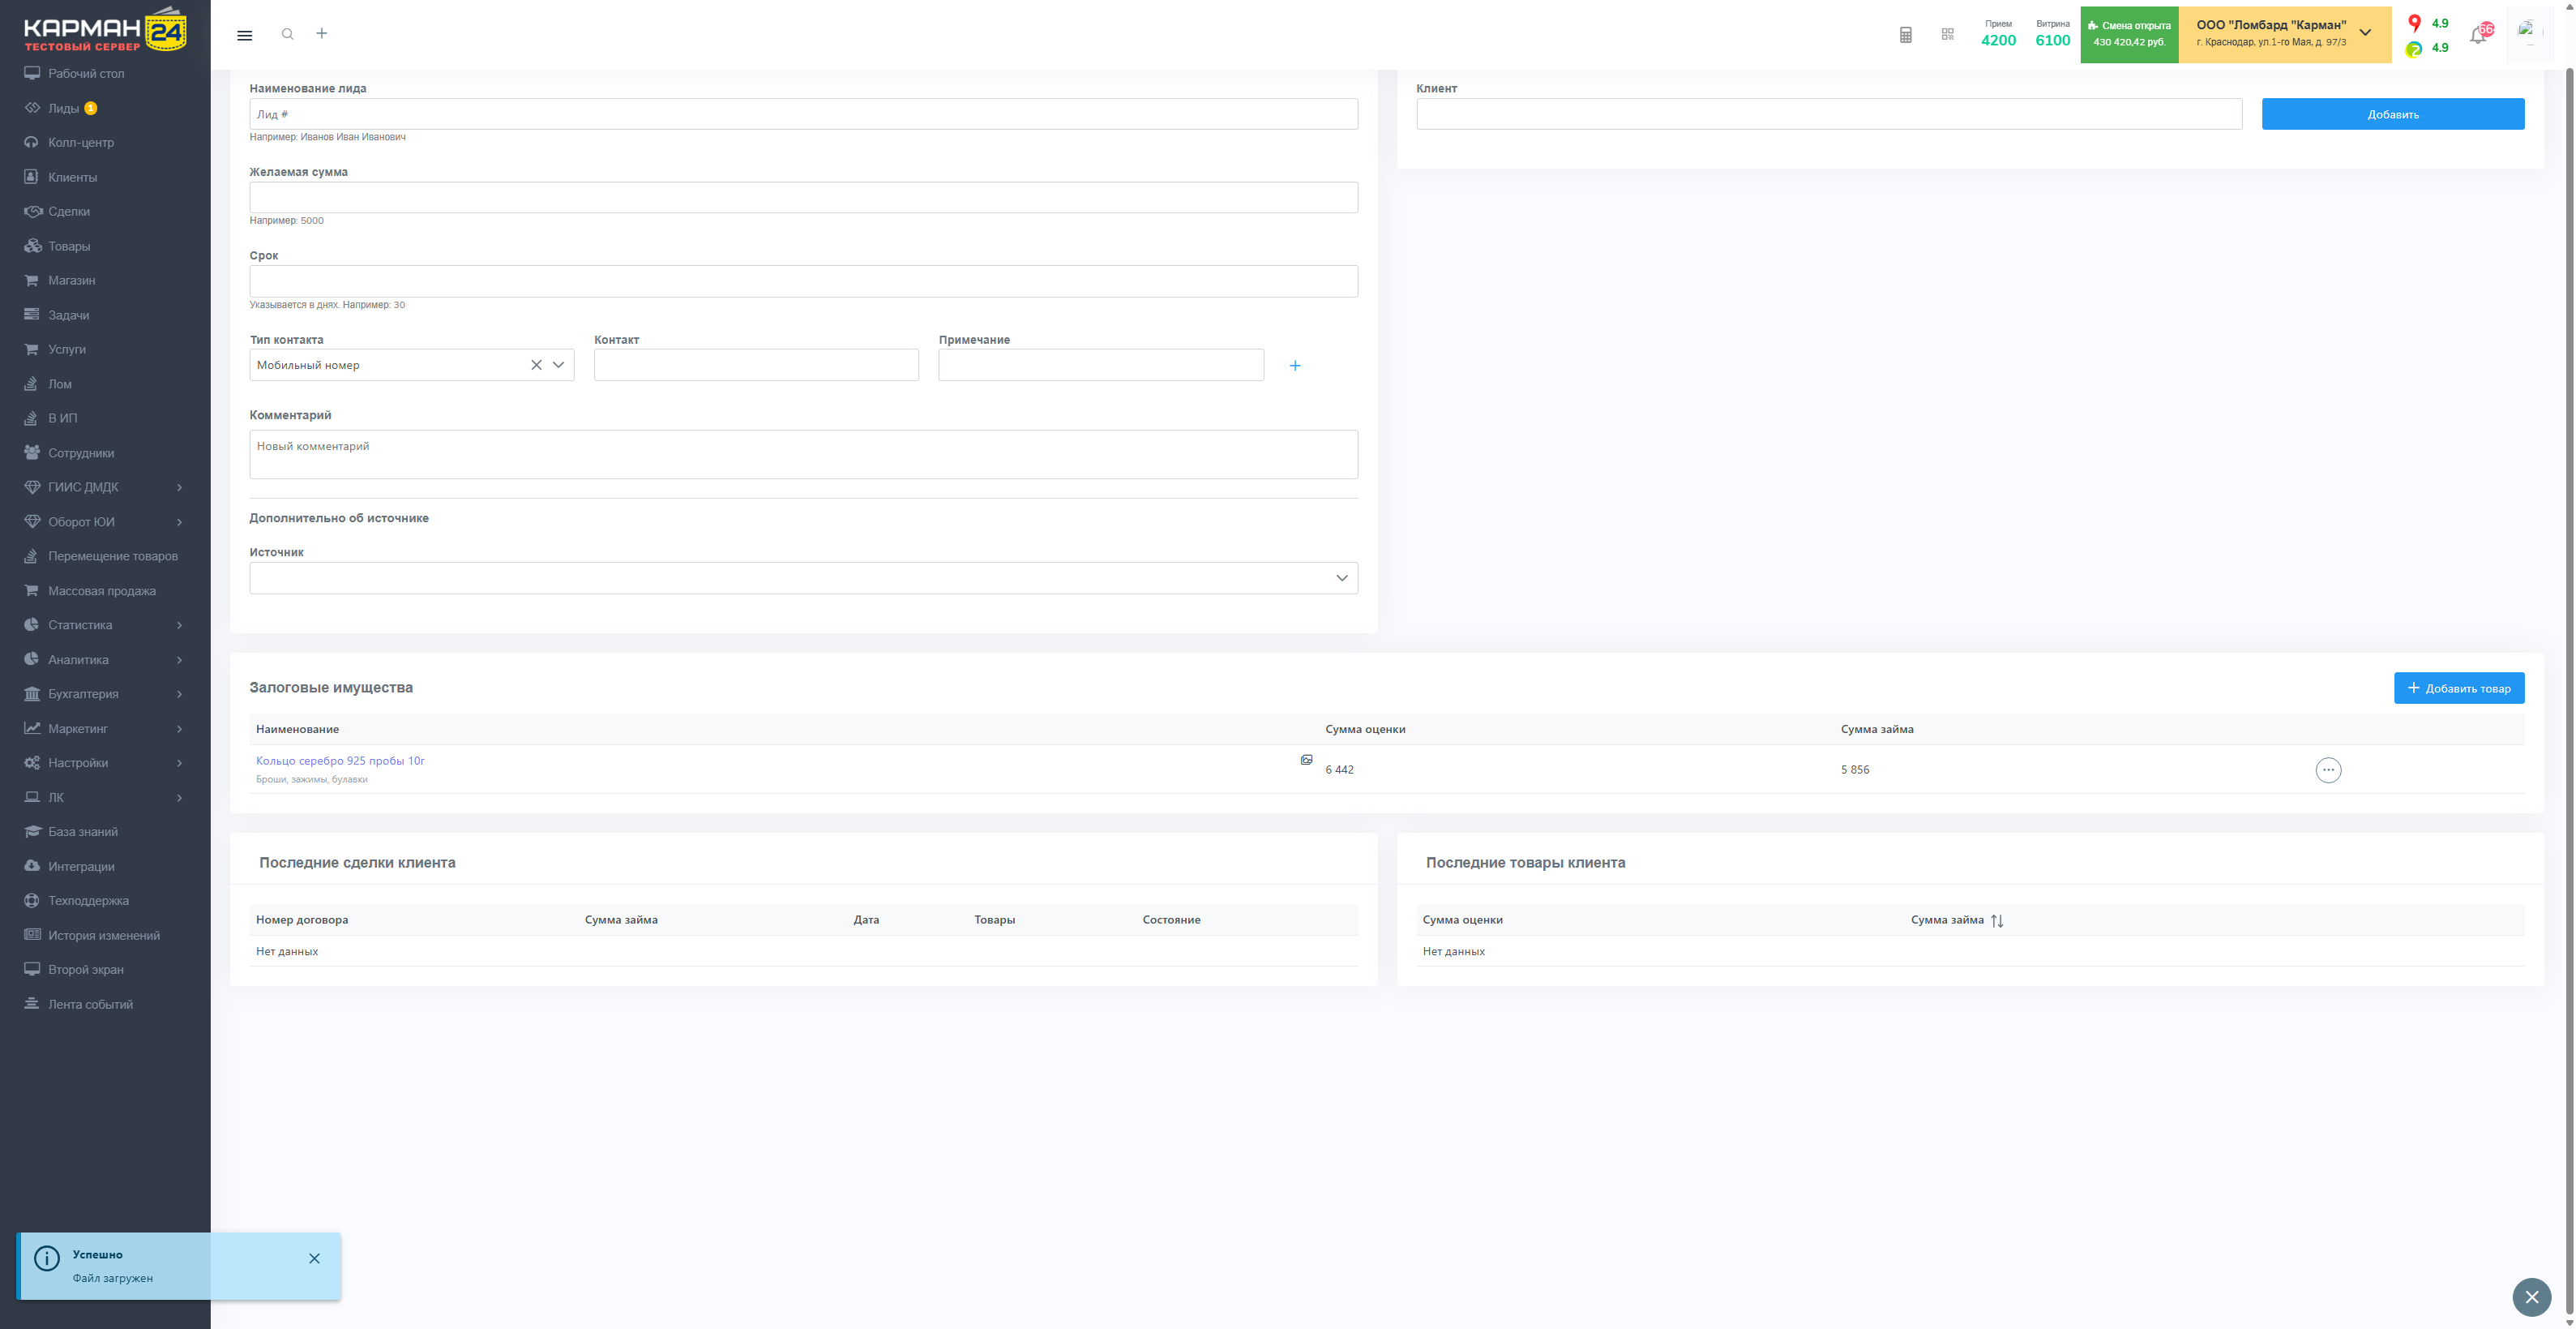 КАРМАН 24
ТЕСТОВЫЙ СЕРВЕР
Рабочий стол
Лиды 1
Колл-центр
Клиенты
Сделки
Товары
Магазин
Задачи
Услуги
Лом
В ИП
Сотрудники
ГИИС ДМДК
Оборот ЮИ
Перемещение товаров
Массовая продажа
Статистика
Аналитика
Бухгалтерия
Маркетинг
Настройки
ЛК
База знаний
Интеграции
Техподдержка
История изменений
Второй экран
Лента событий
Прием
4200
Витрина
6100
Смена открыта
430 420,42 руб.
ООО "Ломбард "Карман"
г. Краснодар, ул.1-го Мая, д. 97/3
4.9
4.9
Наименование лида
Лид #
Например: Иванов Иван Иванович
Желаемая сумма
Например: 5000
Срок
Указывается в днях. Например: 30
Тип контакта
Контакт
Примечание
Мобильный номер
Комментарий
Новый комментарий
Дополнительно об источнике
Источник
Клиент
Добавить
Залоговые имущества
Добавить товар
Наименование
Сумма оценки
Сумма займа
Кольцо серебро 925 пробы 10г
Броши, зажимы, булавки
6 442
5 856
Последние сделки клиента
Номер договора
Сумма займа
Дата
Товары
Состояние
Нет данных
Последние товары клиента
Сумма оценки
Сумма займа
Нет данных
Успешно
Файл загружен